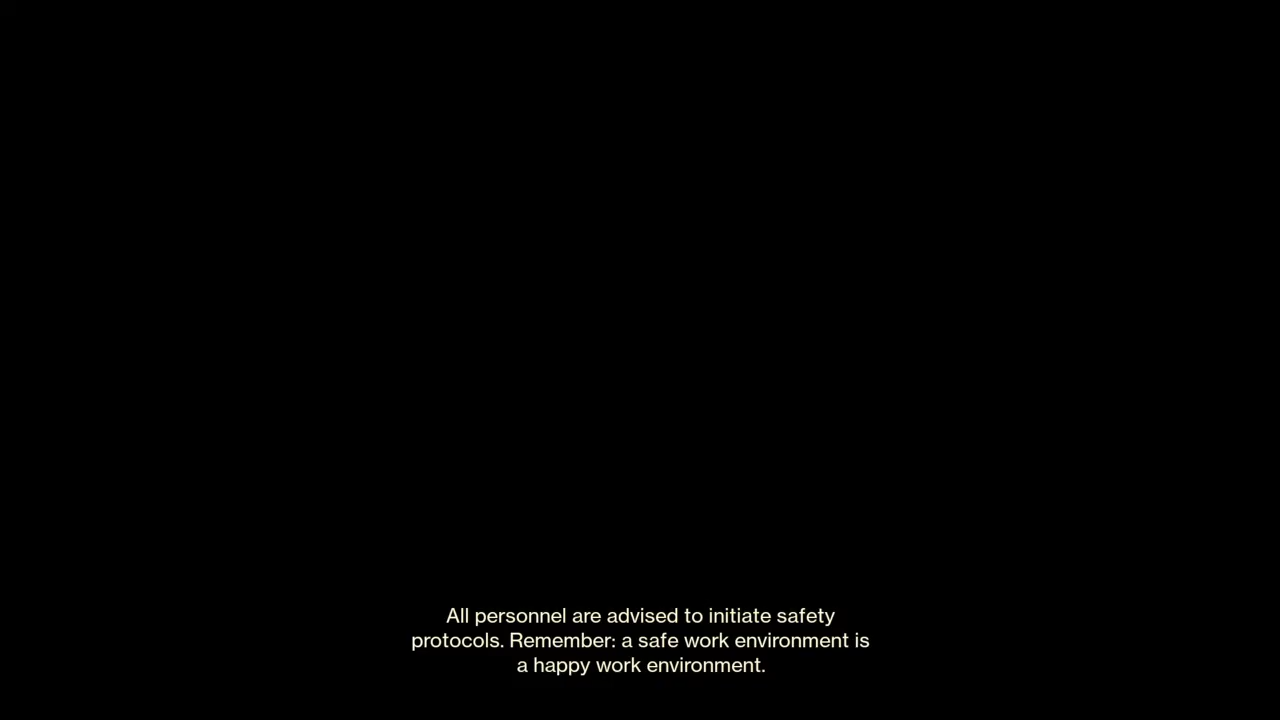 All personnel are advised to initiate safety
protocols. Remember: a safe work environment is
a happy work environment.